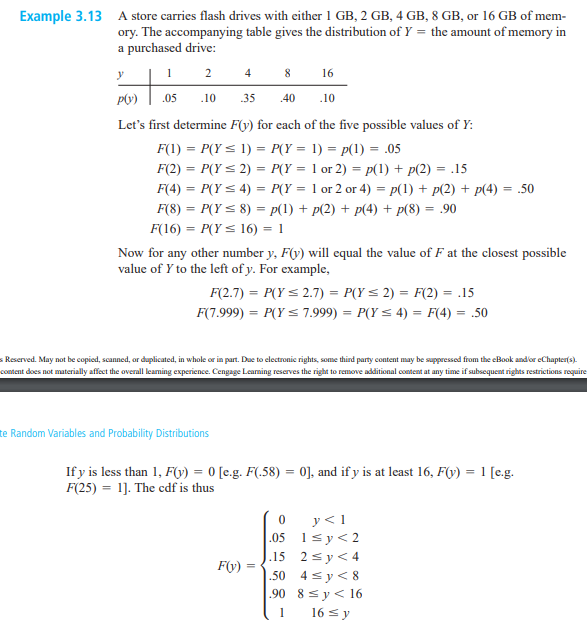 Example 3.13 A store carries flash drives with either 1 GB, 2 GB, 4 GB, 8 GB, or 16 GB of mem-
ory. The accompanying table gives the distribution of Y = the amount of memory in
a purchased drive:
y 1 2 4 8 16
p(y) .05 .10 .35 .40 .10
Let's first determine F(y) for each of the five possible values of Y:
F(1) = P(Y ≤ 1) = P(Y = 1) = p(1) = .05
F(2) = P(Y ≤ 2) = P(Y = 1 or 2) = p(1) + p(2) = .15
F(4) = P(Y ≤ 4) = P(Y = 1 or 2 or 4) = p(1) + p(2) + p(4) = .50
F(8) = P(Y ≤ 8) = p(1) + p(2) + p(4) + p(8) = .90
F(16) = P(Y ≤ 16) = 1
Now for any other number y, F(y) will equal the value of F at the closest possible
value of Y to the left of y. For example,
F(2.7) = P(Y ≤ 2.7) = P(Y ≤ 2) = F(2) = .15
F(7.999) = P(Y ≤ 7.999) = P(Y ≤ 4) = F(4) = .50
s Reserved. May not be copied, scanned, or duplicated, in whole or in part. Due to electronic rights, some third party content may be suppressed from the eBook and/or eChapter(s).
content does not materially affect the overall learning experience. Cengage Learning reserves the right to remove additional content at any time if subsequent rights restrictions require
te Random Variables and Probability Distributions
If y is less than 1, F(y) = 0 [e.g. F(.58) = 0], and if y is at least 16, F(y) = 1 [e.g.
F(25) = 1]. The cdf is thus
0 y < 1
.05 1 ≤ y < 2
.15 2 ≤ y < 4
F(y) = {
.50 4 ≤ y < 8
.90 8 ≤ y < 16
1 16 ≤ y